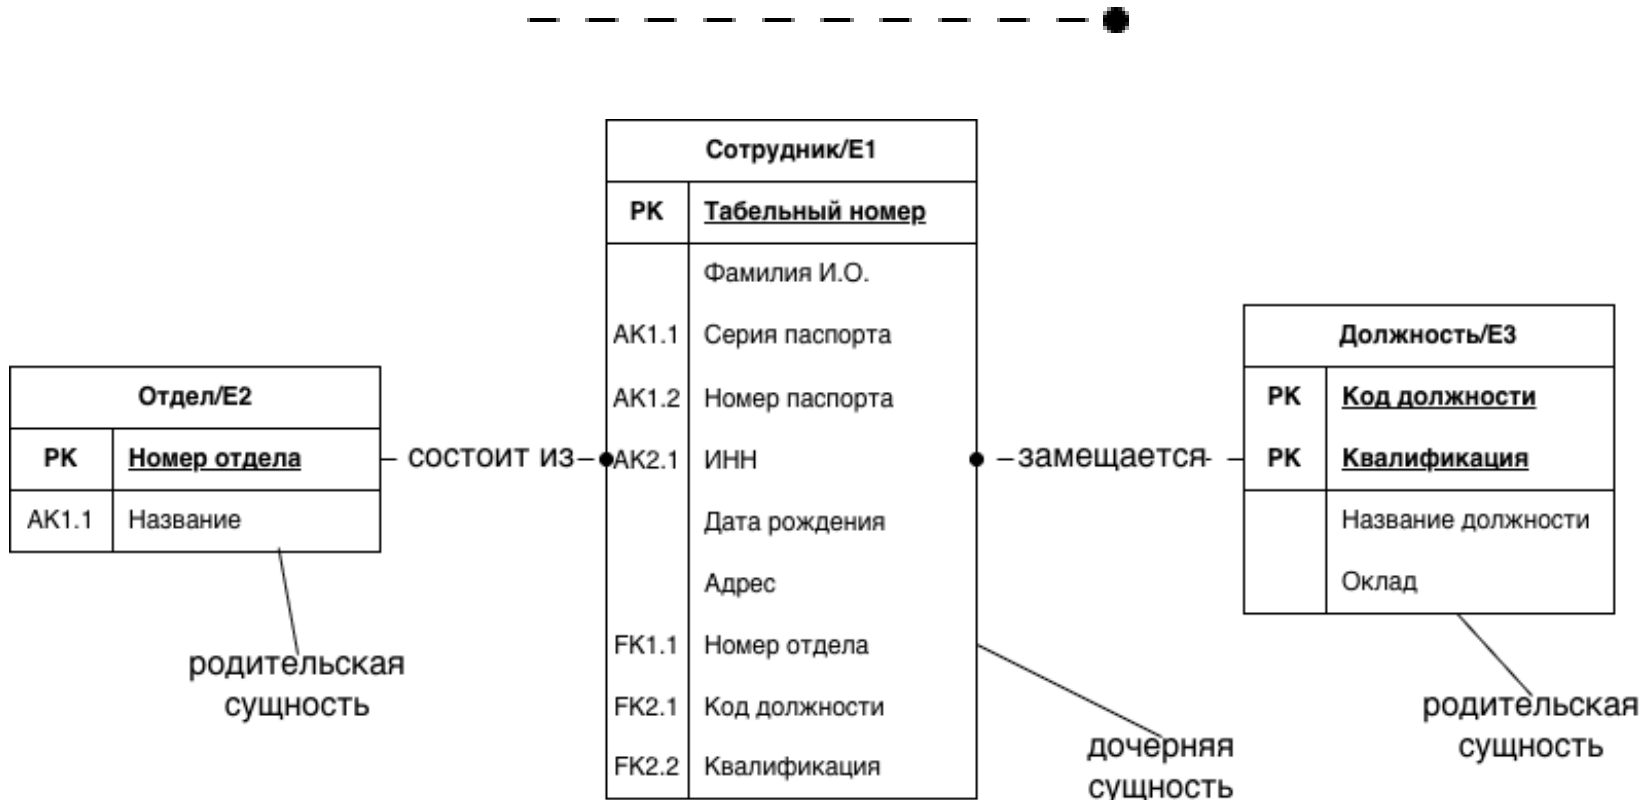 Сотрудник/E1
PK Табельный номер
Фамилия И.О.
AK1.1 Серия паспорта
AK1.2 Номер паспорта
AK2.1 ИНН
Дата рождения
Адрес
FK1.1 Номер отдела
FK2.1 Код должности
FK2.2 Квалификация
Отдел/E2
PK Номер отдела
AK1.1 Название
состоит из
замещается
Должность/E3
PK Код должности
PK Квалификация
Название должности
Оклад
родительская
сущность
дочерняя
сущность
родительская
сущность